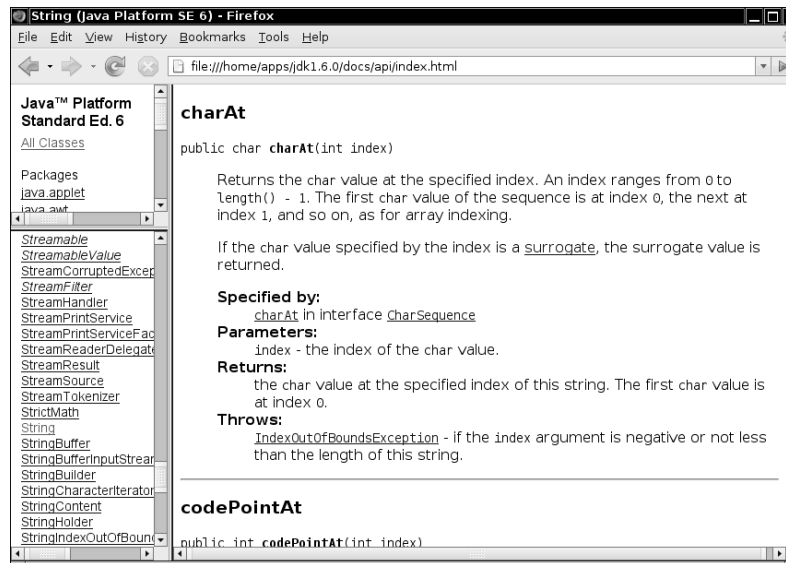 String (Java Platform SE 6) - Firefox
File Edit View History Bookmarks Tools Help
file:///home/apps/jdk1.6.0/docs/api/index.html
Java™ Platform
Standard Ed. 6
All Classes
Packages
java.applet
java.awt
Streamable
StreamableValue
StreamCorruptedExcep
StreamFilter
StreamHandler
StreamPrintService
StreamPrintServiceFac
StreamReaderDelegate
StreamResult
StreamSource
StreamTokenizer
StrictMath
String
StringBuffer
StringBufferInputStrear
StringBuilder
StringCharacterIterator
StringContent
StringHolder
StringIndexOutOfBound
charAt
public char charAt(int index)
Returns the char value at the specified index. An index ranges from 0 to
length() - 1. The first char value of the sequence is at index 0, the next at
index 1, and so on, as for array indexing.
If the char value specified by the index is a surrogate, the surrogate value is
returned.
Specified by:
charAt in interface CharSequence
Parameters:
index - the index of the char value.
Returns:
the char value at the specified index of this string. The first char value is
at index 0.
Throws:
IndexOutOfBoundsException - if the index argument is negative or not less
than the length of this string.
codePointAt
public int codePointAt(int index)